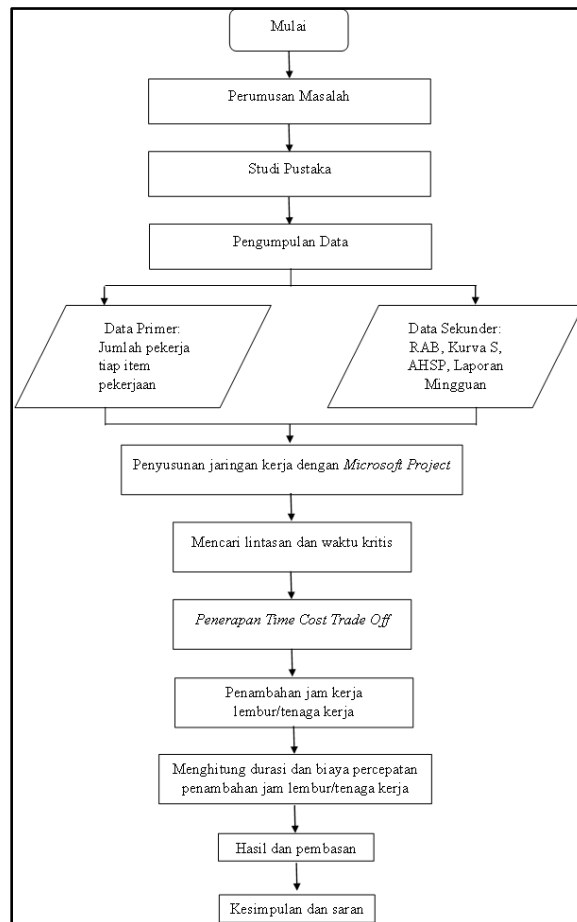 Mulai
Perumusan Masalah
Studi Pustaka
Pengumpulan Data
Data Primer:
Jumlah pekerja
tiap item
pekerjaan
Data Sekunder:
RAB, Kurva S,
AHSP, Laporan
Mingguan
Penyusunan jaringan kerja dengan Microsoft Project
Mencari lintasan dan waktu kritis
Penerapan Time Cost Trade Off
Penambahan jam kerja
lembur/tenaga kerja
Menghitung durasi dan biaya percepatan
penambahan jam lembur/tenaga kerja
Hasil dan pembasan
Kesimpulan dan saran